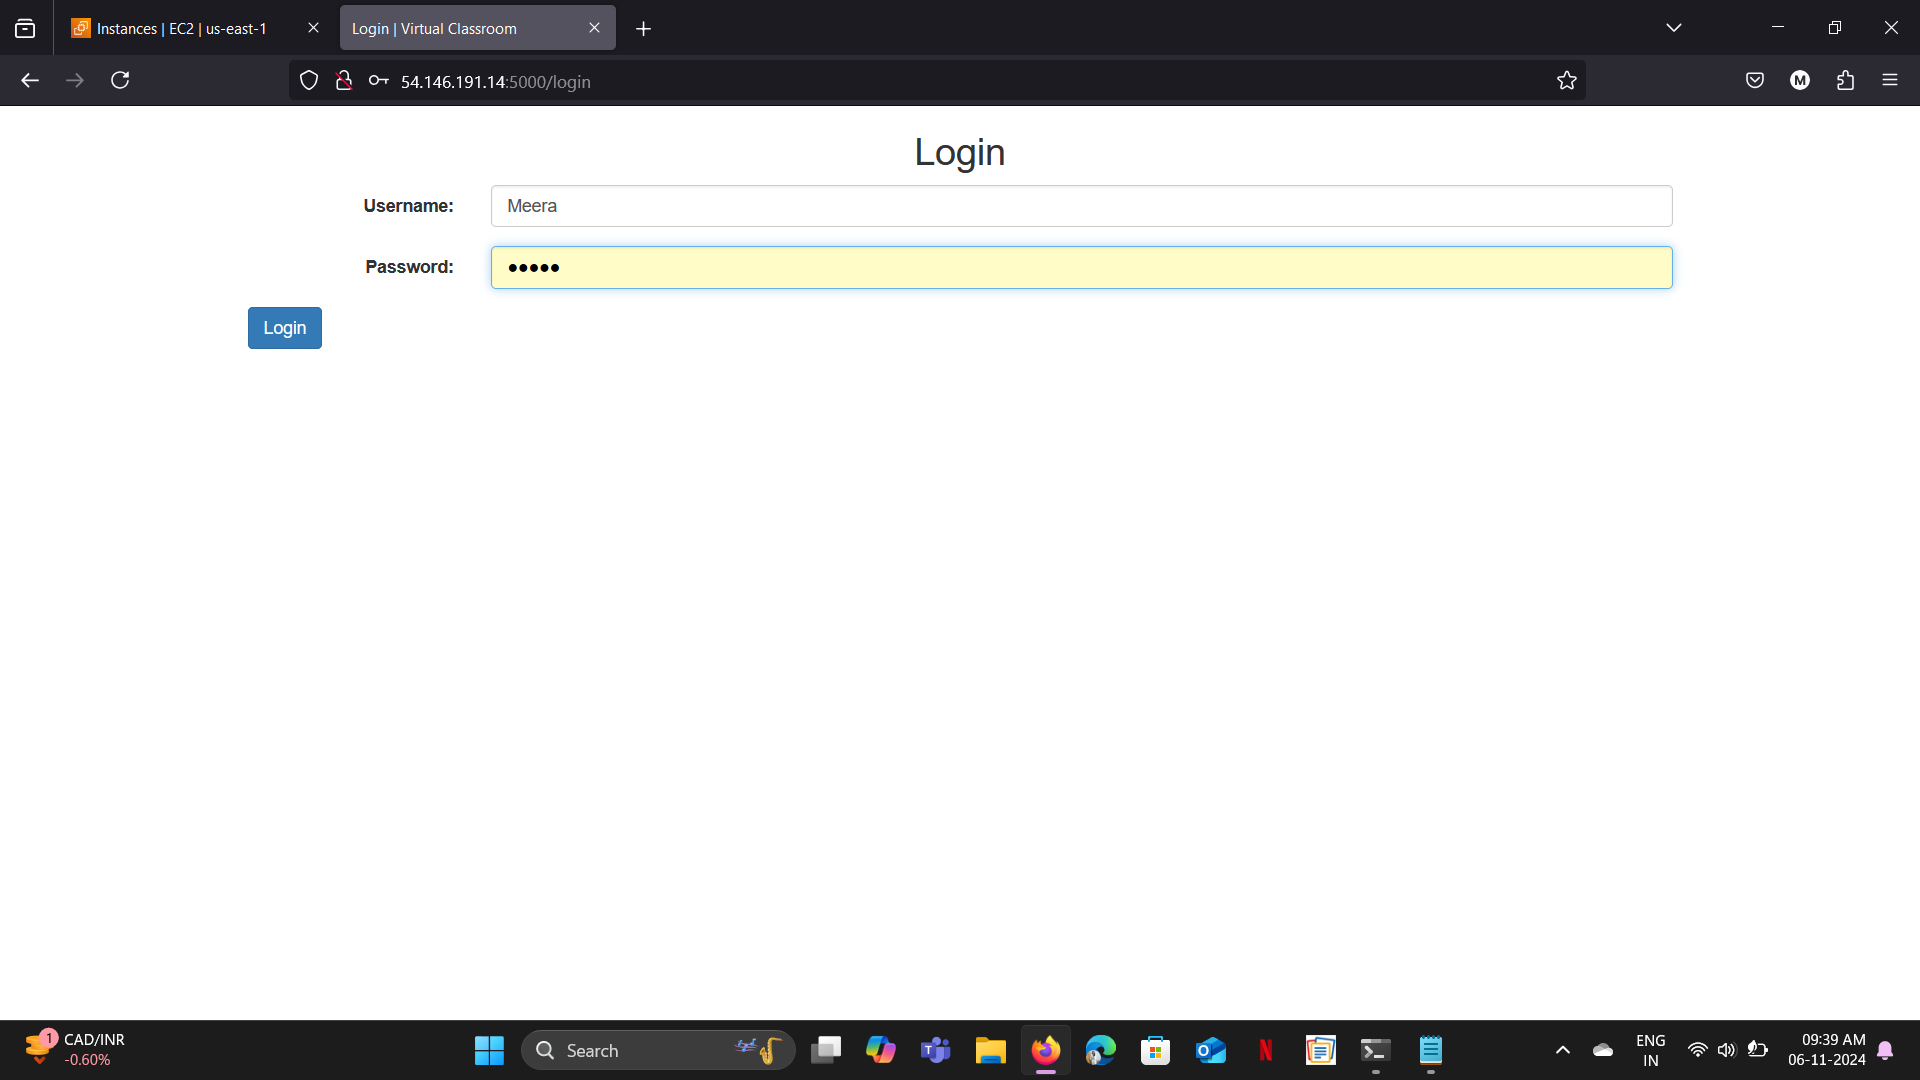 Instances | EC2 | us-east-1
Login | Virtual Classroom
54.146.191.14:5000/login
M
Login
Username:
Meera
Password:
•••••
Login
1
CAD/INR
-0.60%
Search
ENG
IN
09:39 AM
06-11-2024